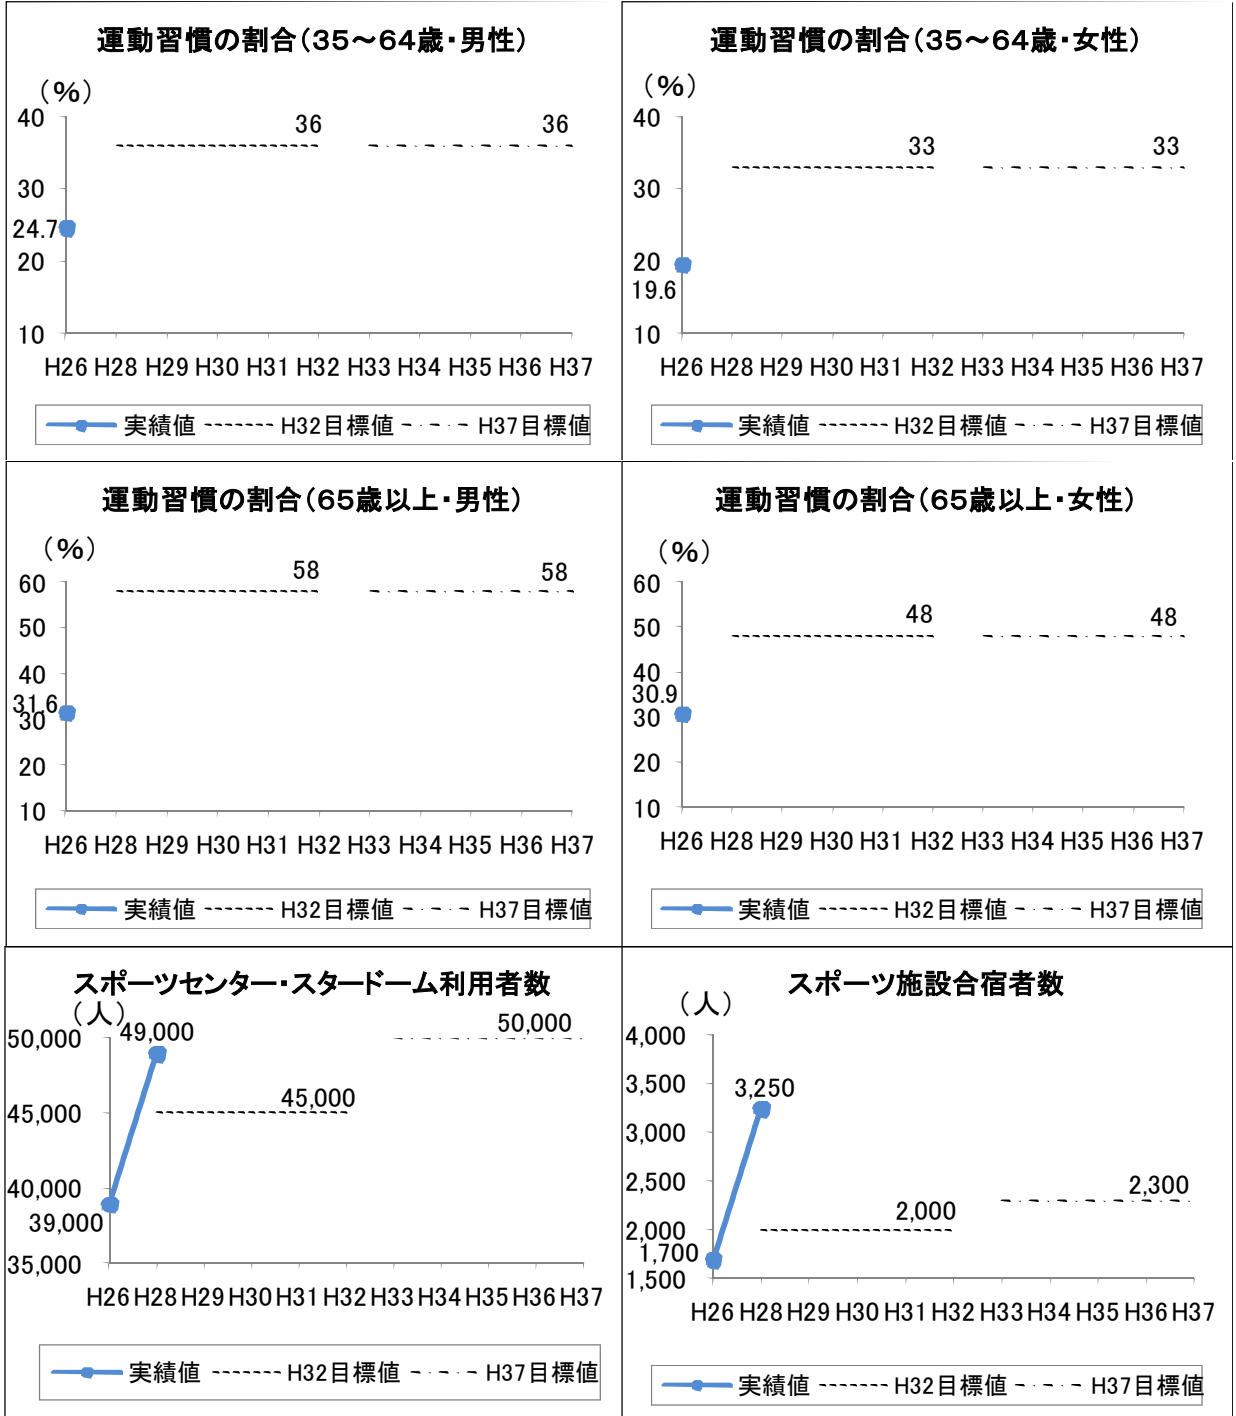 運動習慣の割合(35～64歳・男性)
(％)
40
36
36
30
24.7
20
10
H26 H28 H29 H30 H31 H32 H33 H34 H35 H36 H37
実績値 H32目標値 H37目標値
運動習慣の割合(35～64歳・女性)
(％)
40
33
33
30
20
19.6
10
H26 H28 H29 H30 H31 H32 H33 H34 H35 H36 H37
実績値 H32目標値 H37目標値
運動習慣の割合(65歳以上・男性)
(％)
60
58
58
50
40
31.6
30
20
10
H26 H28 H29 H30 H31 H32 H33 H34 H35 H36 H37
実績値 H32目標値 H37目標値
運動習慣の割合(65歳以上・女性)
(％)
60
50
48
48
40
30.9
30
20
10
H26 H28 H29 H30 H31 H32 H33 H34 H35 H36 H37
実績値 H32目標値 H37目標値
スポーツセンター・スタードーム利用者数
(人)
50,000
49,000
50,000
45,000
45,000
40,000
39,000
35,000
H26 H28 H29 H30 H31 H32 H33 H34 H35 H36 H37
実績値 H32目標値 H37目標値
スポーツ施設合宿者数
(人)
4,000
3,500
3,250
3,000
2,500
2,300
2,000
2,000
1,700
1,500
H26 H28 H29 H30 H31 H32 H33 H34 H35 H36 H37
実績値 H32目標値 H37目標値